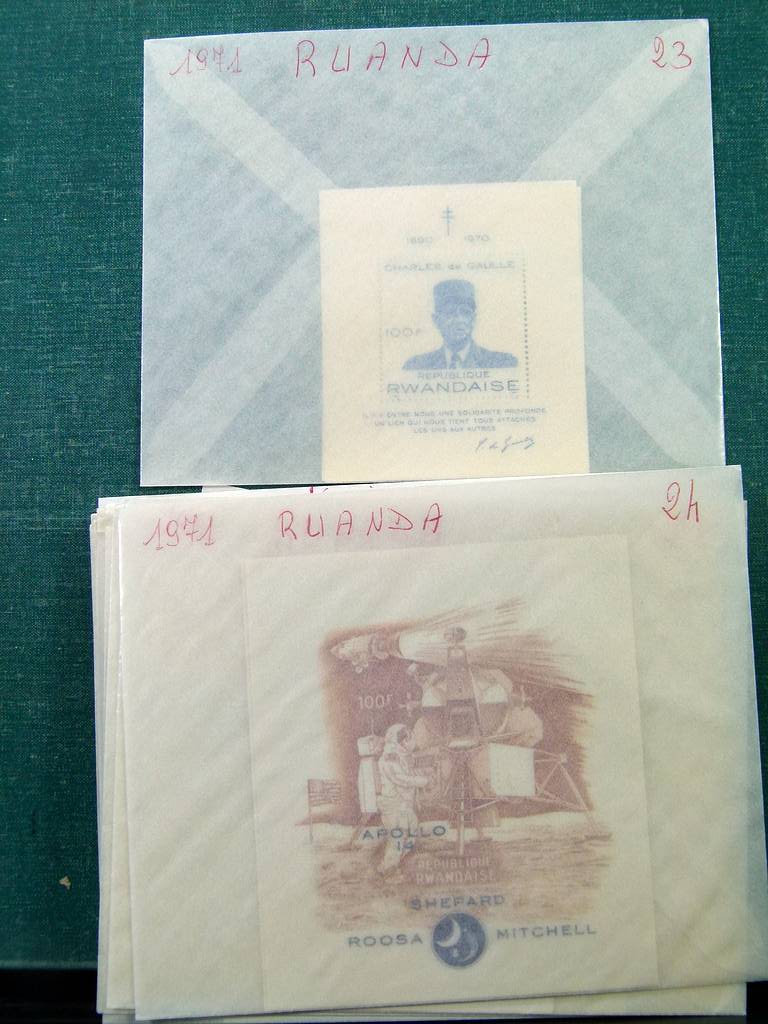 1971 RUANDA 23
1890 1970
CHARLES de GAULLE
100F
REPUBLIQUE
RWANDAISE
ENTRE NOUS UNE SOLIDARITE PROFONDE
UN LIEN QUI NOUS TIENT TOUS ATTACHES
LES UNS AUX AUTRES
1971 RUANDA 24
100F
APOLLO
14
REPUBLIQUE
RWANDAISE
SHEPARD
ROOSA MITCHELL